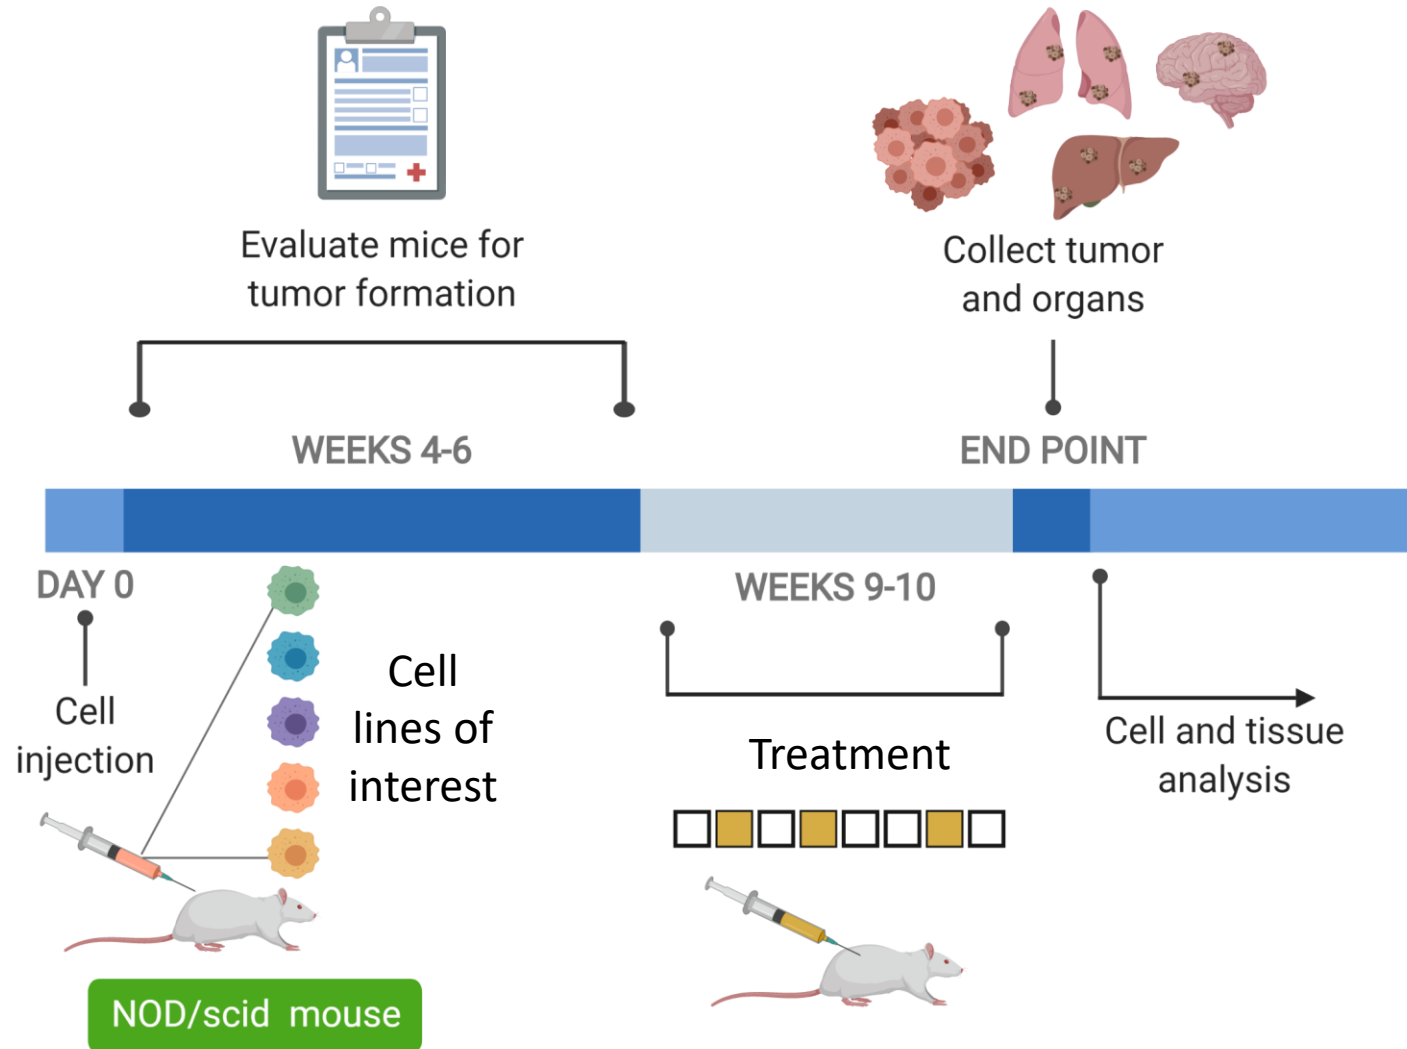 Evaluate mice for
tumor formation
Collect tumor
and organs
WEEKS 4-6
END POINT
DAY 0
WEEKS 9-10
Cell
injection
Cell
lines of
interest
Treatment
Cell and tissue
analysis
NOD/scid mouse